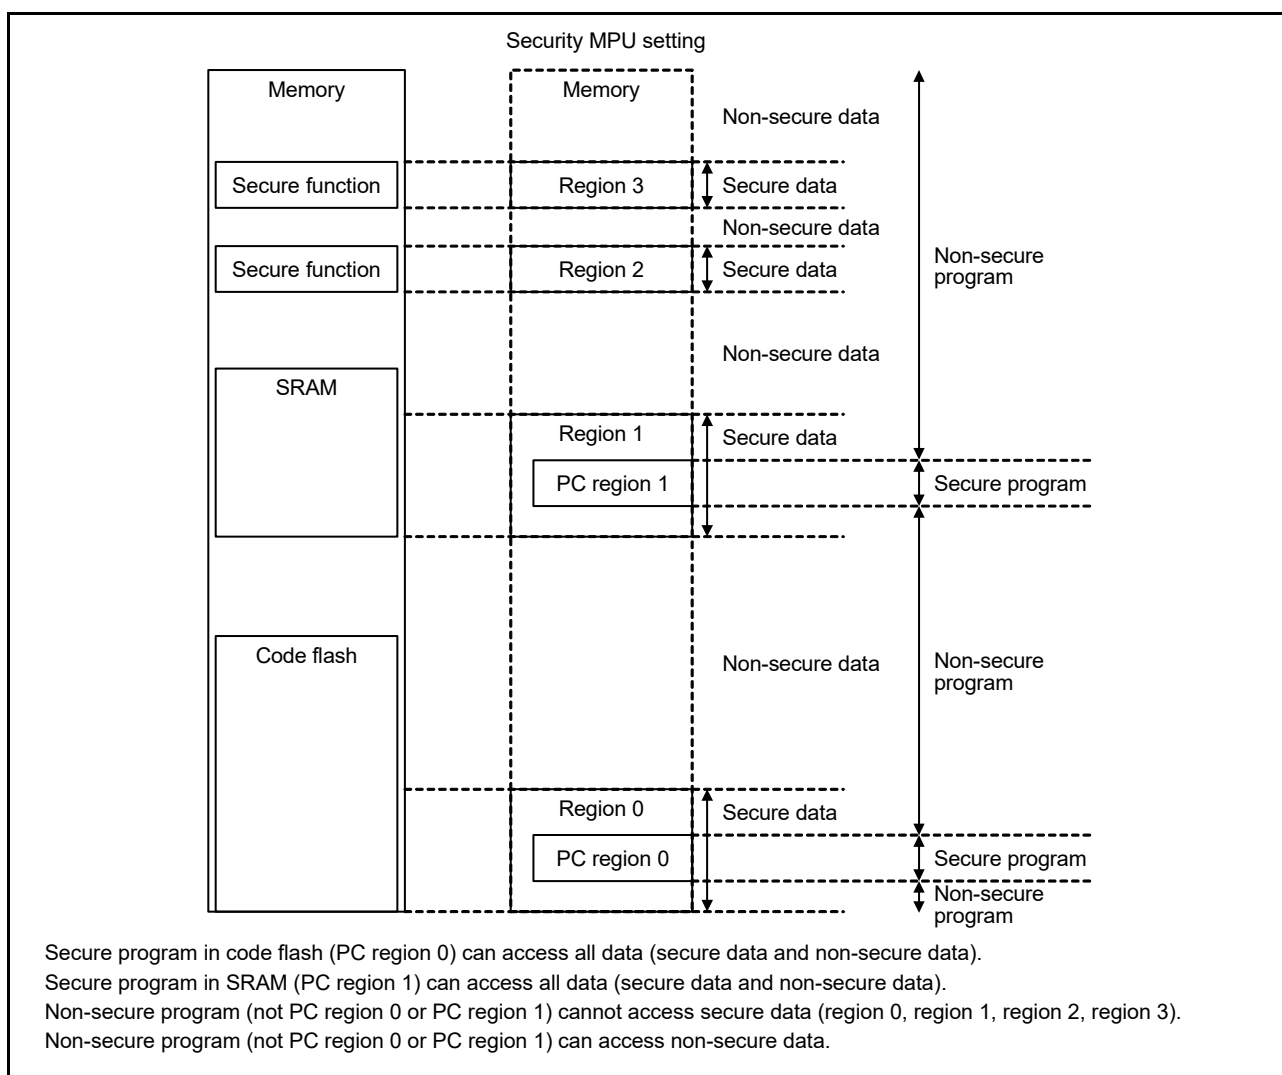 Security MPU setting
Memory
Memory
Non-secure data
Secure function
Region 3
Secure data
Non-secure data
Secure function
Region 2
Secure data
Non-secure
program
Non-secure data
SRAM
Region 1
Secure data
PC region 1
Secure program
Code flash
Non-secure data
Non-secure
program
Region 0
Secure data
PC region 0
Secure program
Non-secure
program
Secure program in code flash (PC region 0) can access all data (secure data and non-secure data).
Secure program in SRAM (PC region 1) can access all data (secure data and non-secure data).
Non-secure program (not PC region 0 or PC region 1) cannot access secure data (region 0, region 1, region 2, region 3).
Non-secure program (not PC region 0 or PC region 1) can access non-secure data.